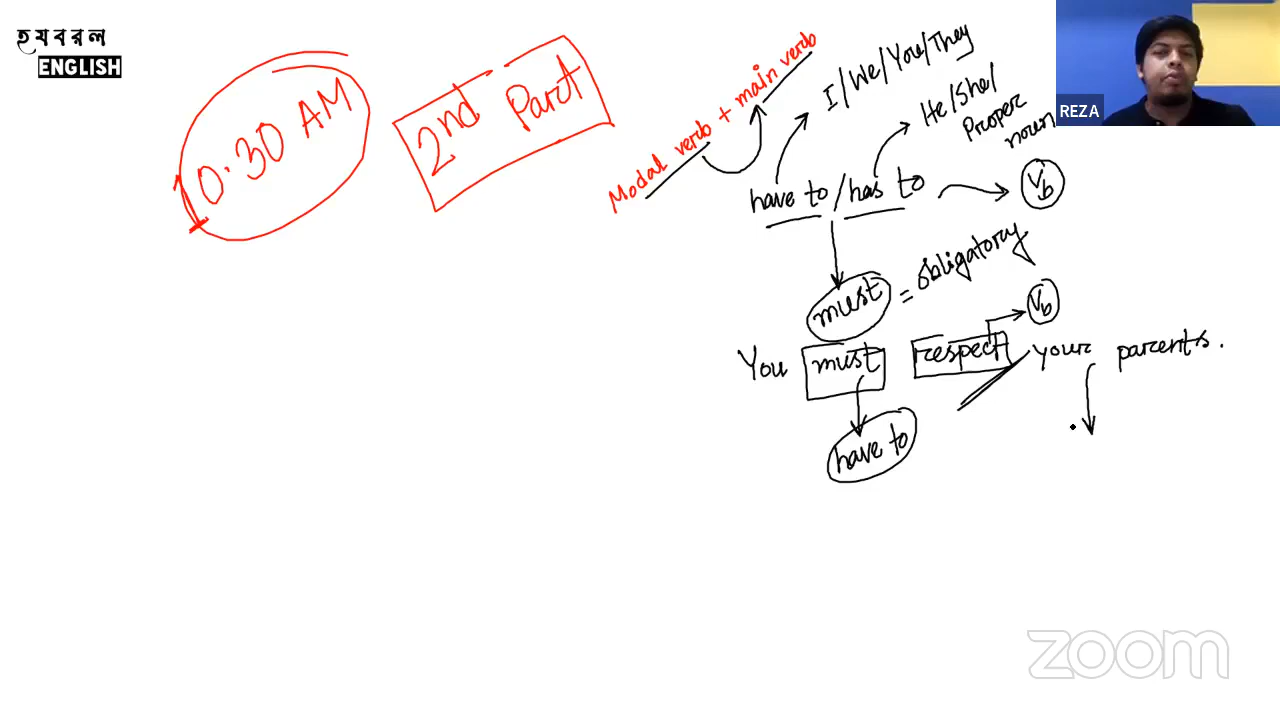 হযবরল
ENGLISH
10.30 AM
2nd Part
Modal verb + main verb
I/We/You/They
He/She/
Proper
noun
have to/has to
Vb
must = obligatory
Vb
You must respect your parents.
have to
REZA
zoom